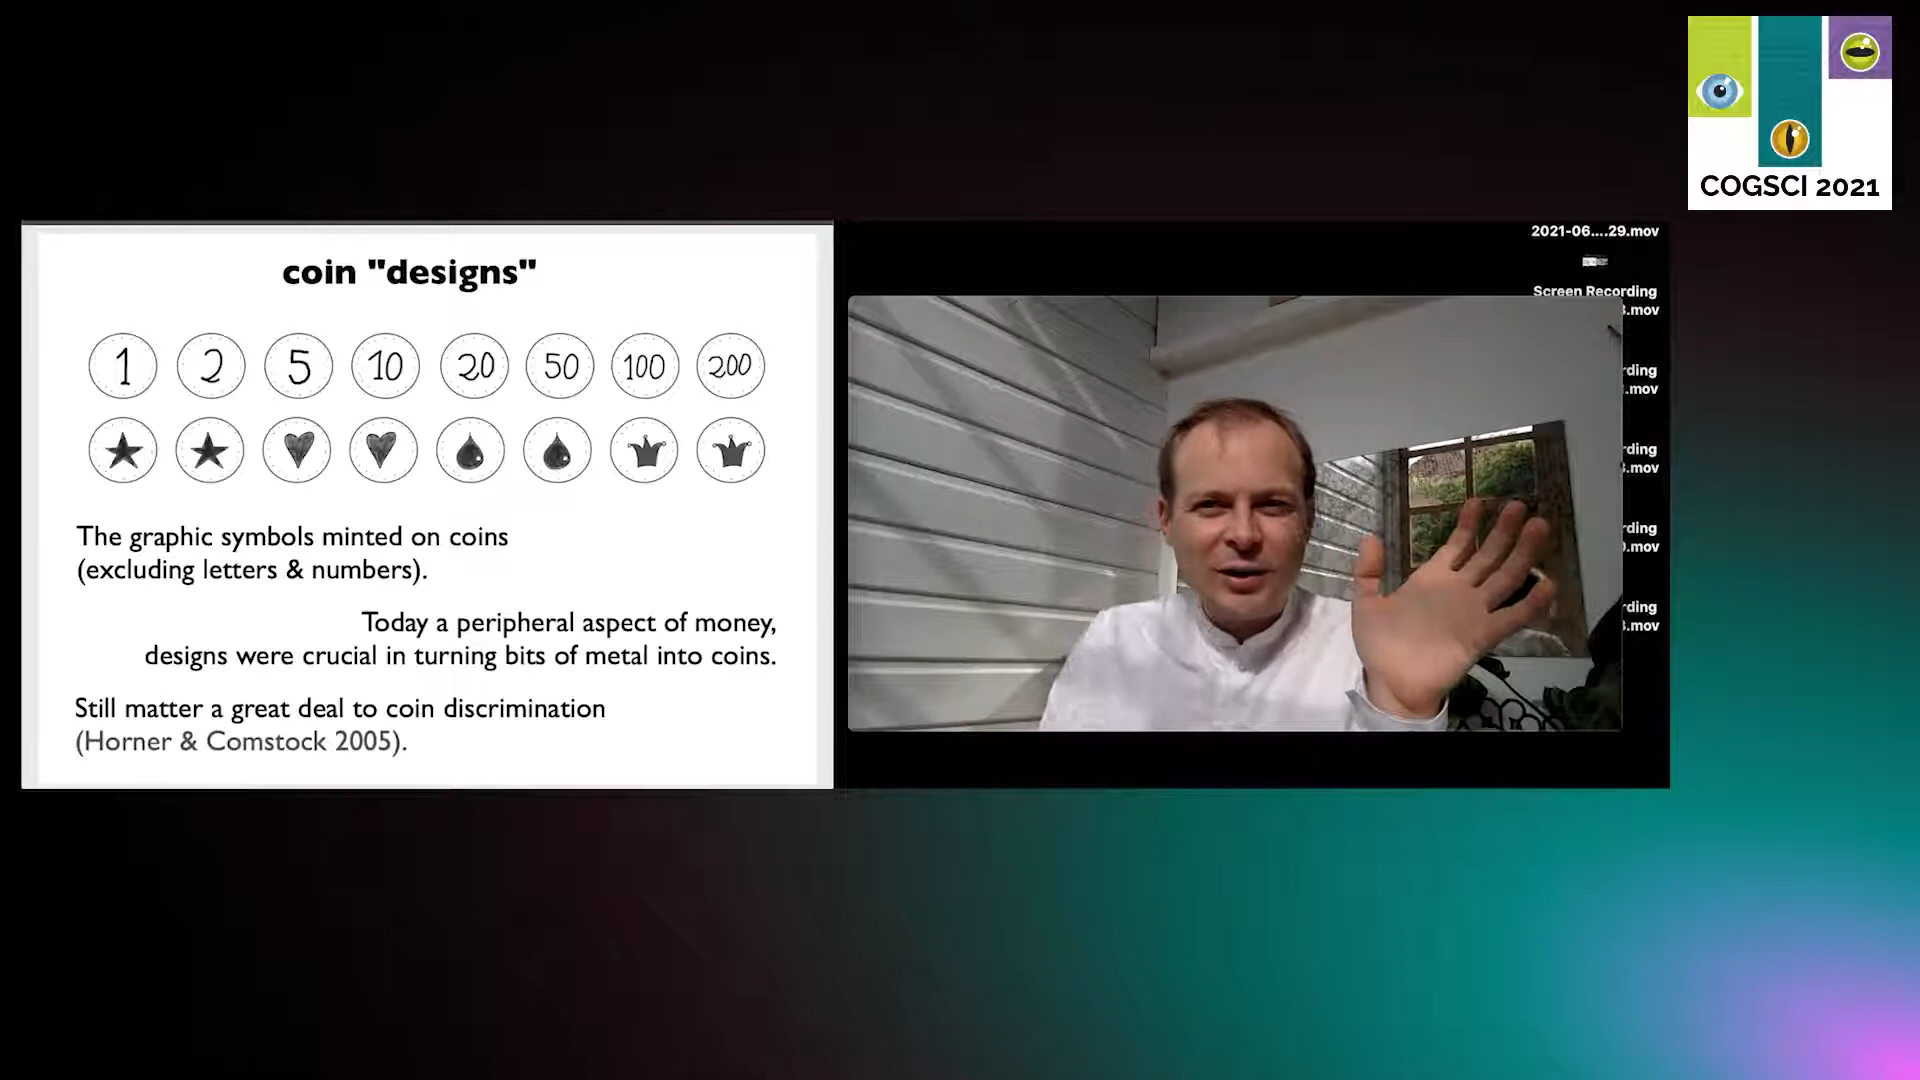 COGSCI 2021
coin "designs"
1 2 5 10 20 50 100 200
The graphic symbols minted on coins
(excluding letters & numbers).
Today a peripheral aspect of money,
designs were crucial in turning bits of metal into coins.
Still matter a great deal to coin discrimination
(Horner & Comstock 2005).
2021-06....29.mov
Screen Recording
.mov
rding
.mov
rding
.mov
rding
.mov
rding
.mov